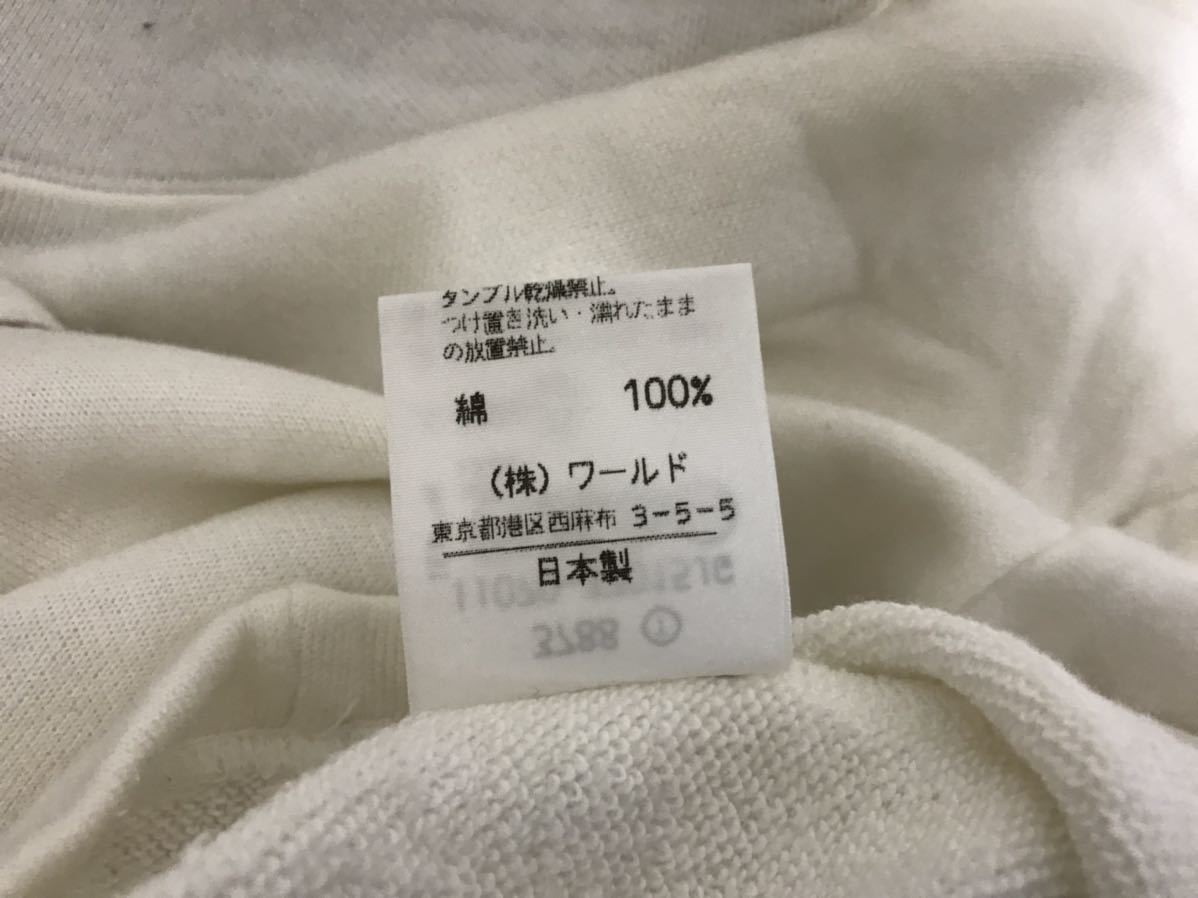 タンブル乾燥禁止。
つけ置き洗い・濡れたまま
の放置禁止。
綿 100%
(株) ワールド
東京都港区西麻布 3-5-5
日本製
3788 ①